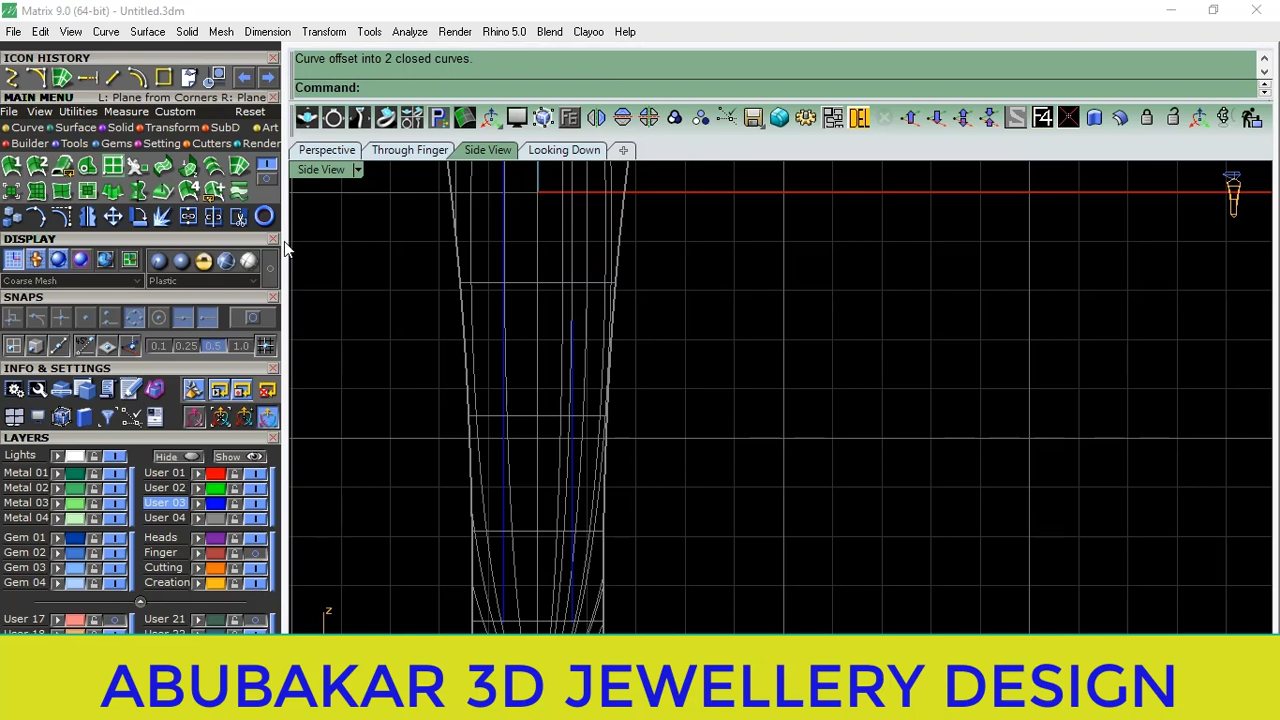 Matrix 9.0 (64-bit) - Untitled.3dm
File Edit View Curve Surface Solid Mesh Dimension Transform Tools Analyze Render Rhino 5.0 Blend Clayoo Help
ICON HISTORY
Curve offset into 2 closed curves.
Command:
MAIN MENU L: Plane from Corners R: Plane
File View Utilities Measure Custom Reset
Curve Surface Solid Transform SubD Art
Builder Tools Gems Setting Cutters Render
Perspective Through Finger Side View Looking Down
Side View
DISPLAY
Coarse Mesh Plastic
SNAPS
0.1 0.25 0.5 1.0
INFO & SETTINGS
LAYERS
Lights Hide Show
Metal 01 User 01
Metal 02 User 02
Metal 03 User 03
Metal 04 User 04
Gem 01 Heads
Gem 02 Finger
Gem 03 Cutting
Gem 04 Creation
User 17 User 21
z
ABUBAKAR 3D JEWELLERY DESIGN